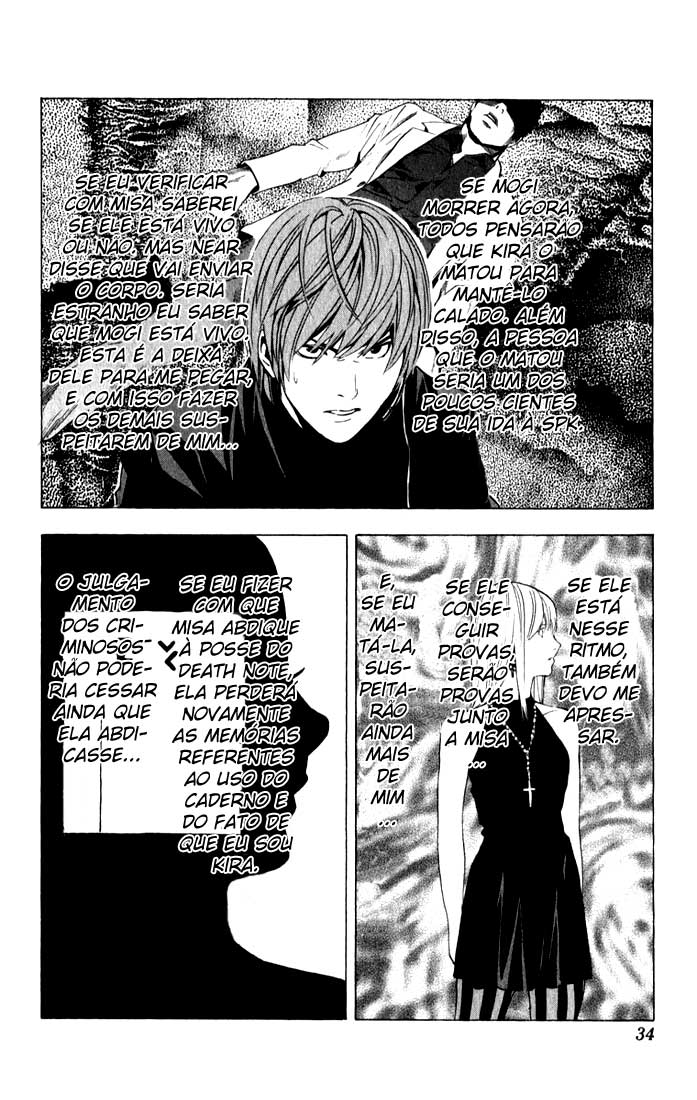 SE MOGI
MORRER AGORA,
TODOS PENSARÃO
QUE KIRA O
MATOU PARA
MANTÊ-LO
CALADO. ALÉM
DISSO, A PESSOA
QUE O MATOU
SERIA UM DOS
POUCOS CIENTES
DE SUA IDA À SPK.
SE EU VERIFICAR
COM MISA SABEREI
SE ELE ESTÁ VIVO
OU NÃO, MAS NEAR
DISSE QUE VAI ENVIAR
O CORPO. SERIA
ESTRANHO EU SABER
QUE MOGI ESTÁ VIVO.
ESTA É A DEIXA
DELE PARA ME PEGAR,
E COM ISSO FAZER
OS DEMAIS SUS-
PEITAREM DE MIM...
SE ELE
ESTÁ
NESSE
RITMO,
TAMBÉM
DEVO ME
APRES-
SAR.
SE ELE
CONSE-
GUIR
PROVAS,
SERÃO
PROVAS
JUNTO
A MISA
...
E,
SE EU
MA-
TÁ-LA,
SUS-
PEITA-
RÃO
AINDA
MAIS
DE
MIM
...
SE EU FIZER
COM QUE
MISA ABDIQUE
À POSSE DO
DEATH NOTE,
ELA PERDERÁ
NOVAMENTE
AS MEMÓRIAS
REFERENTES
AO USO DO
CADERNO E
DO FATO DE
QUE EU SOU
KIRA.
O JULGA-
MENTO
DOS CRI-
MINOSOS
NÃO PODE-
RIA CESSAR
AINDA QUE
ELA ABDI-
CASSE...
34